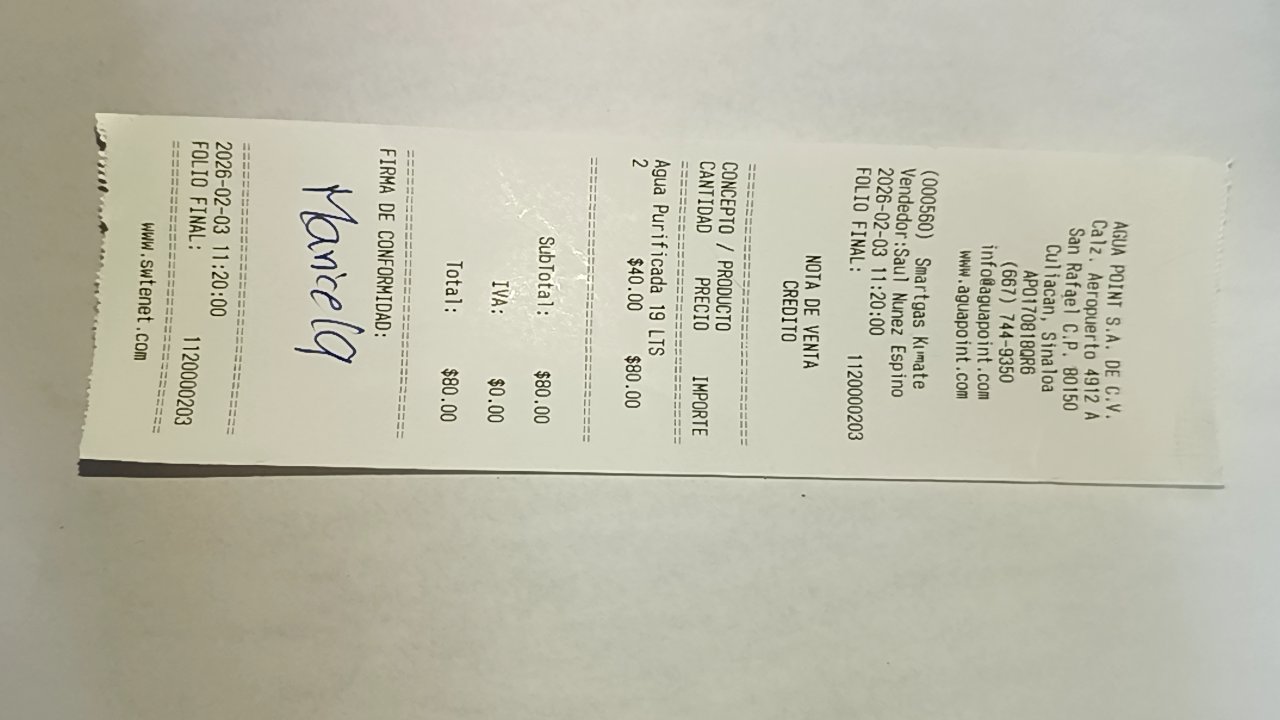 AGUA POINT S.A. DE C.V.
Calz. Aeropuerto 4912 A
San Rafael C.P. 80150
Culiacan, Sinaloa
APO170818QR6
(667) 744-9350
info@aguapoint.com
www.aguapoint.com
(000560) Smartgas Kumate
Vendedor:Saul Nunez Espino
2026-02-03 11:20:00
FOLIO FINAL: 1120000203
NOTA DE VENTA
CREDITO
==============================
CONCEPTO / PRODUCTO
CANTIDAD PRECIO IMPORTE
==============================
Agua Purificada 19 LTS
2 $40.00 $80.00
==============================
SubTotal: $80.00
IVA: $0.00
Total: $80.00
==============================
FIRMA DE CONFORMIDAD:
Maricela
==============================
2026-02-03 11:20:00
FOLIO FINAL: 1120000203
==============================
www.swtenet.com